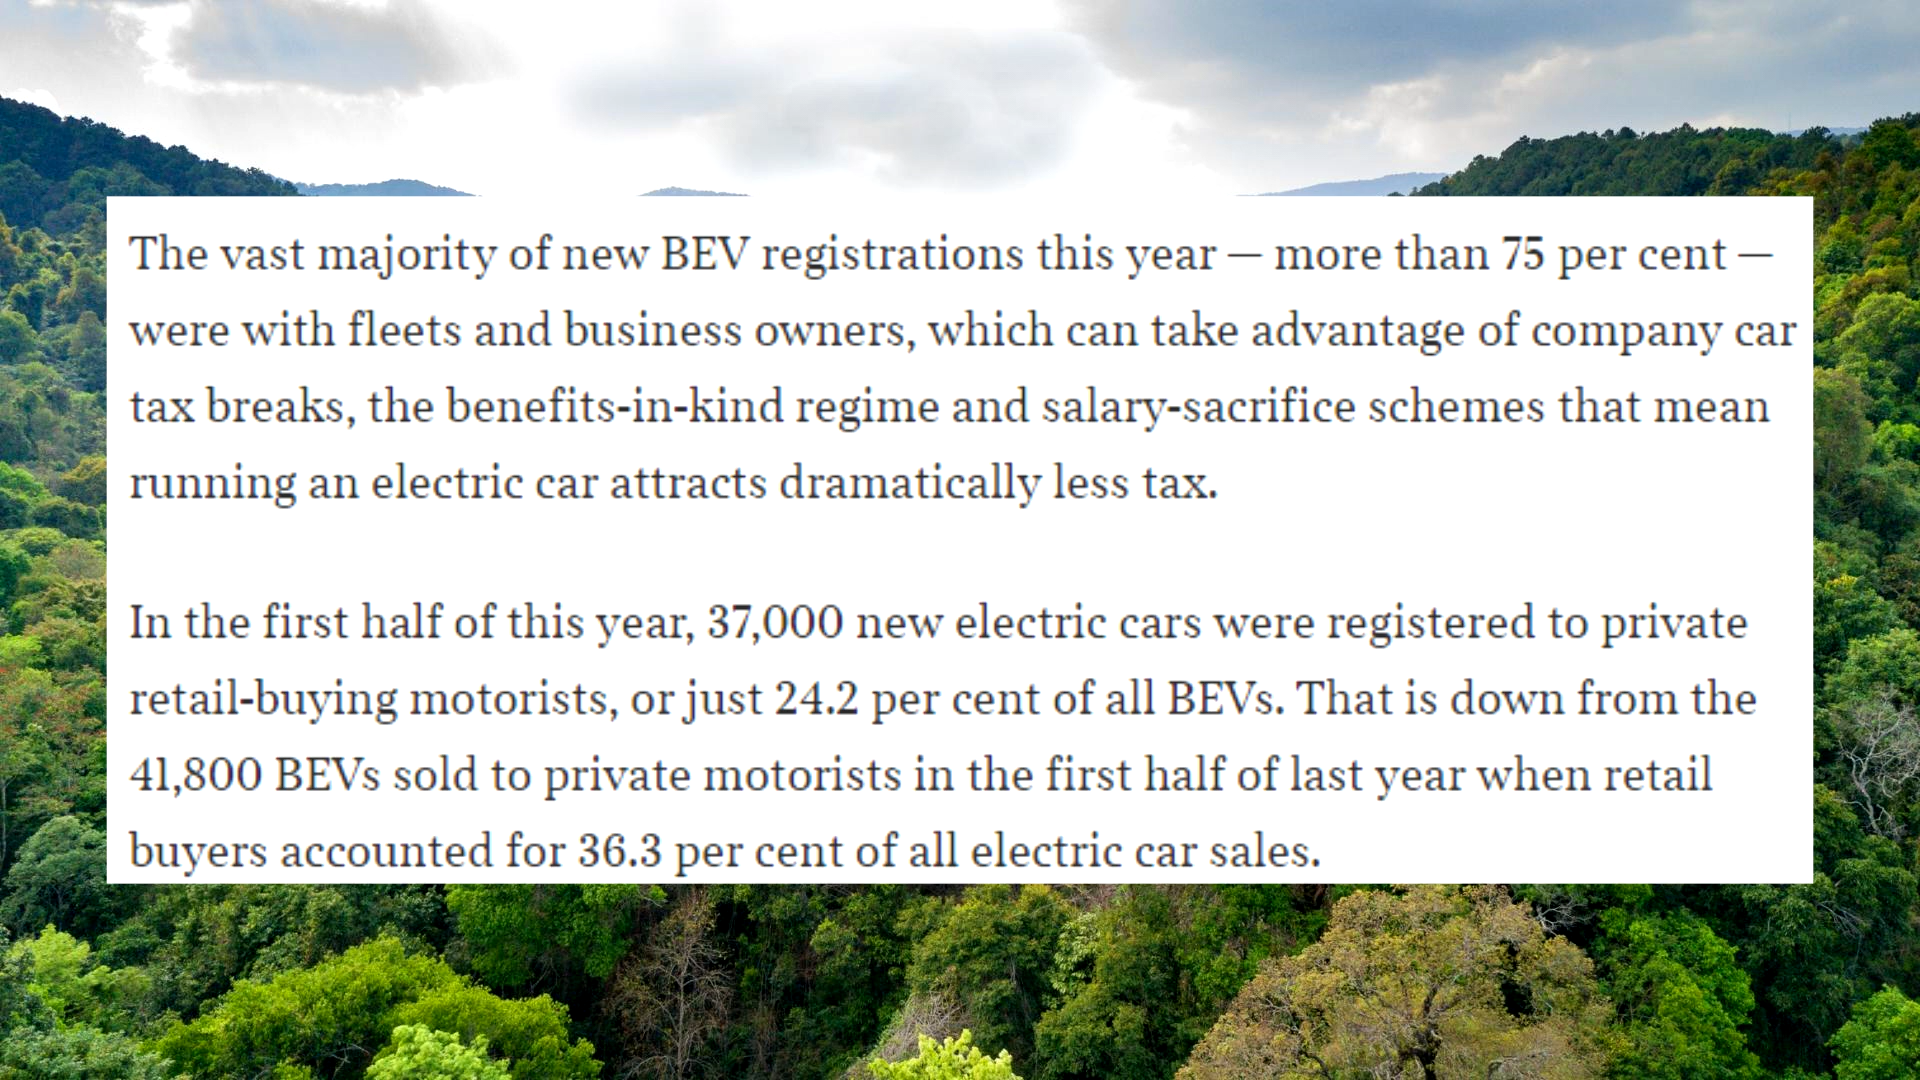 The vast majority of new BEV registrations this year — more than 75 per cent —
were with fleets and business owners, which can take advantage of company car
tax breaks, the benefits-in-kind regime and salary-sacrifice schemes that mean
running an electric car attracts dramatically less tax.
In the first half of this year, 37,000 new electric cars were registered to private
retail-buying motorists, or just 24.2 per cent of all BEVs. That is down from the
41,800 BEVs sold to private motorists in the first half of last year when retail
buyers accounted for 36.3 per cent of all electric car sales.